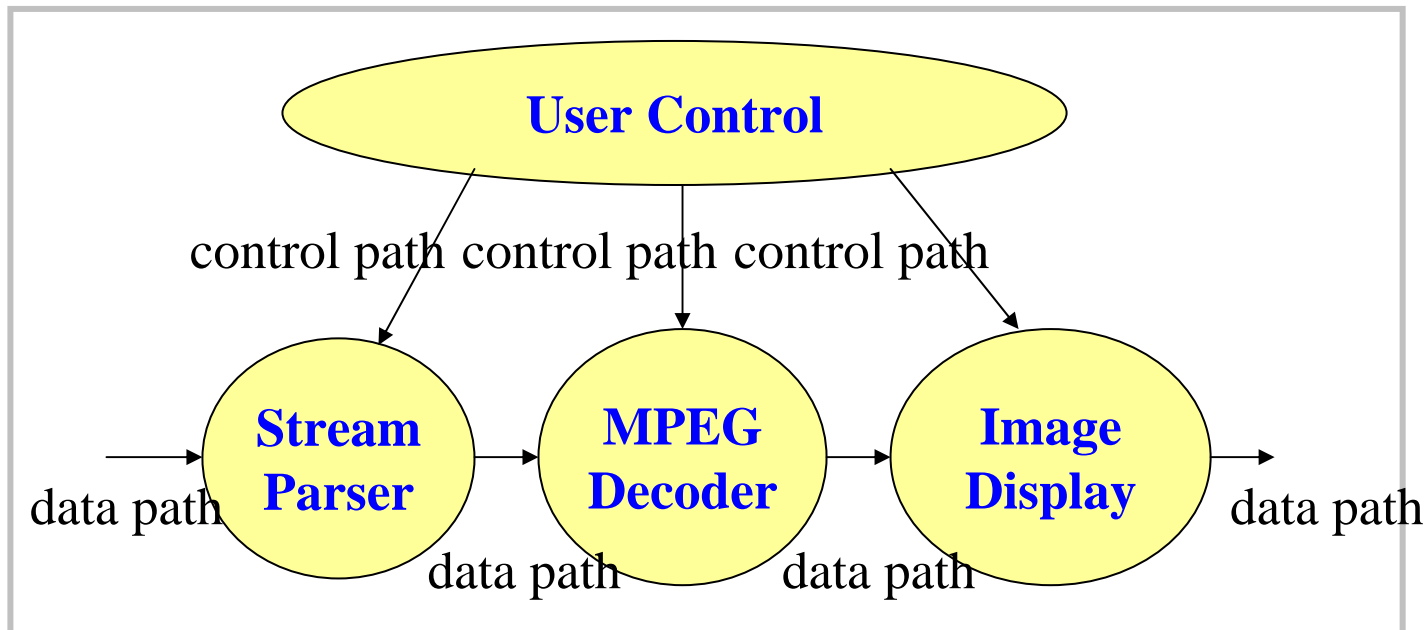 User Control
control path control path control path
Stream
Parser
MPEG
Decoder
Image
Display
data path
data path
data path
data path